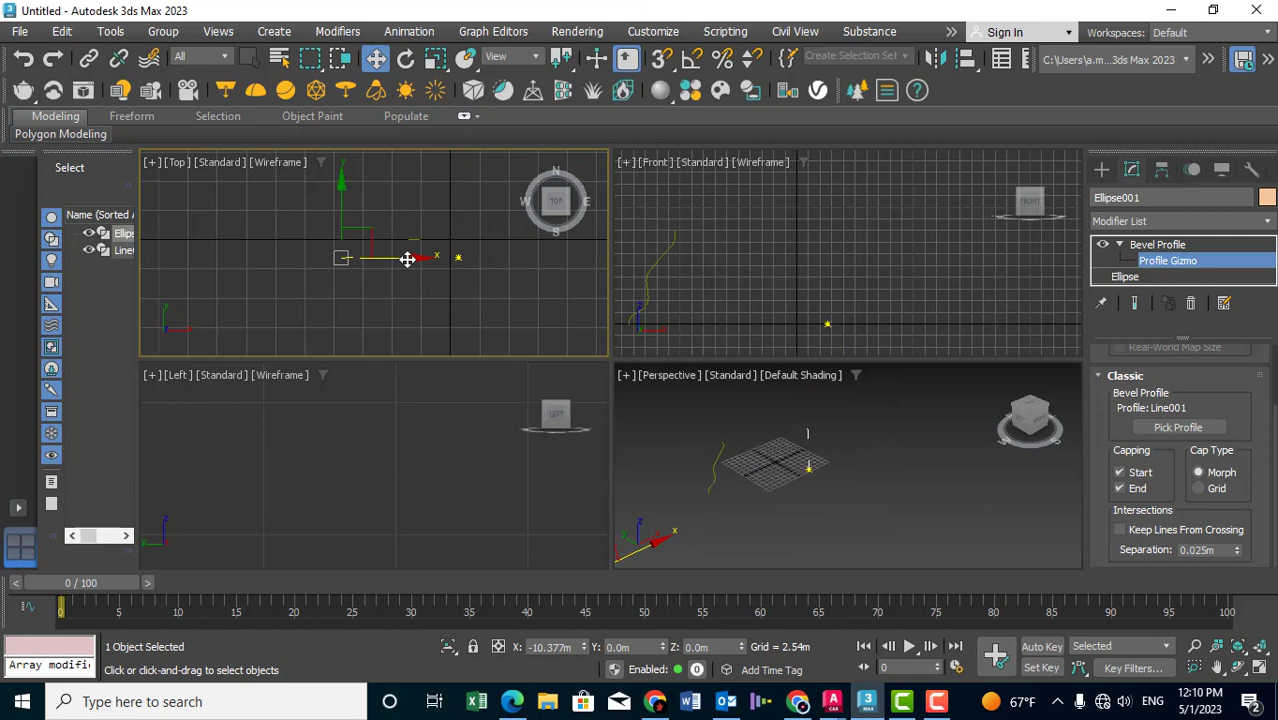 Untitled - Autodesk 3ds Max 2023
File Edit Tools Group Views Create Modifiers Animation Graph Editors Rendering Customize Scripting Civil View Substance Sign In Workspaces: Default
All View Create Selection Set C:\Users\a.m...3ds Max 2023
Modeling Freeform Selection Object Paint Populate
Polygon Modeling
Select
Name (Sorted A
Ellip
Line
[+] [Top] [Standard] [Wireframe]
N
W TOP E
S
y
x
y
z
[+] [Front] [Standard] [Wireframe]
FRONT
z
[+] [Left] [Standard] [Wireframe]
LEFT
z
y
[+] [Perspective] [Standard] [Default Shading]
z
x
Ellipse001
Modifier List
Bevel Profile
Profile Gizmo
Ellipse
Real-World Map Size
Classic
Bevel Profile
Profile: Line001
Pick Profile
Capping Cap Type
Start Morph
End Grid
Intersections
Keep Lines From Crossing
Separation: 0.025m
0 / 100
0 5 10 15 20 25 30 35 40 45 50 55 60 65 70 75 80 85 90 95 100
1 Object Selected X: -10.377m Y: 0.0m Z: 0.0m Grid = 2.54m Auto Key Selected
Array modifi Click or click-and-drag to select objects Enabled: 0 Add Time Tag 0 Set Key Key Filters...
Type here to search 67°F ENG 12:10 PM 5/1/2023